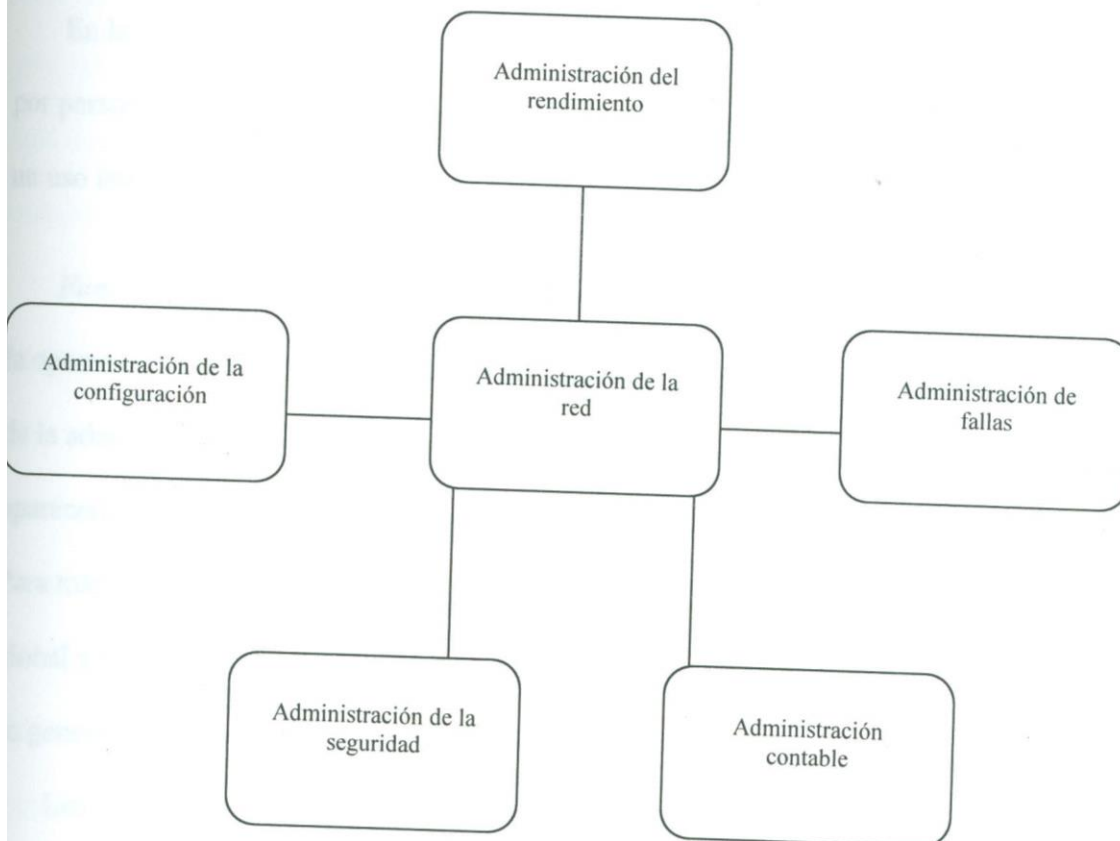 Administración del
rendimiento
Administración de la
configuración
Administración de la
red
Administración de
fallas
Administración de la
seguridad
Administración
contable